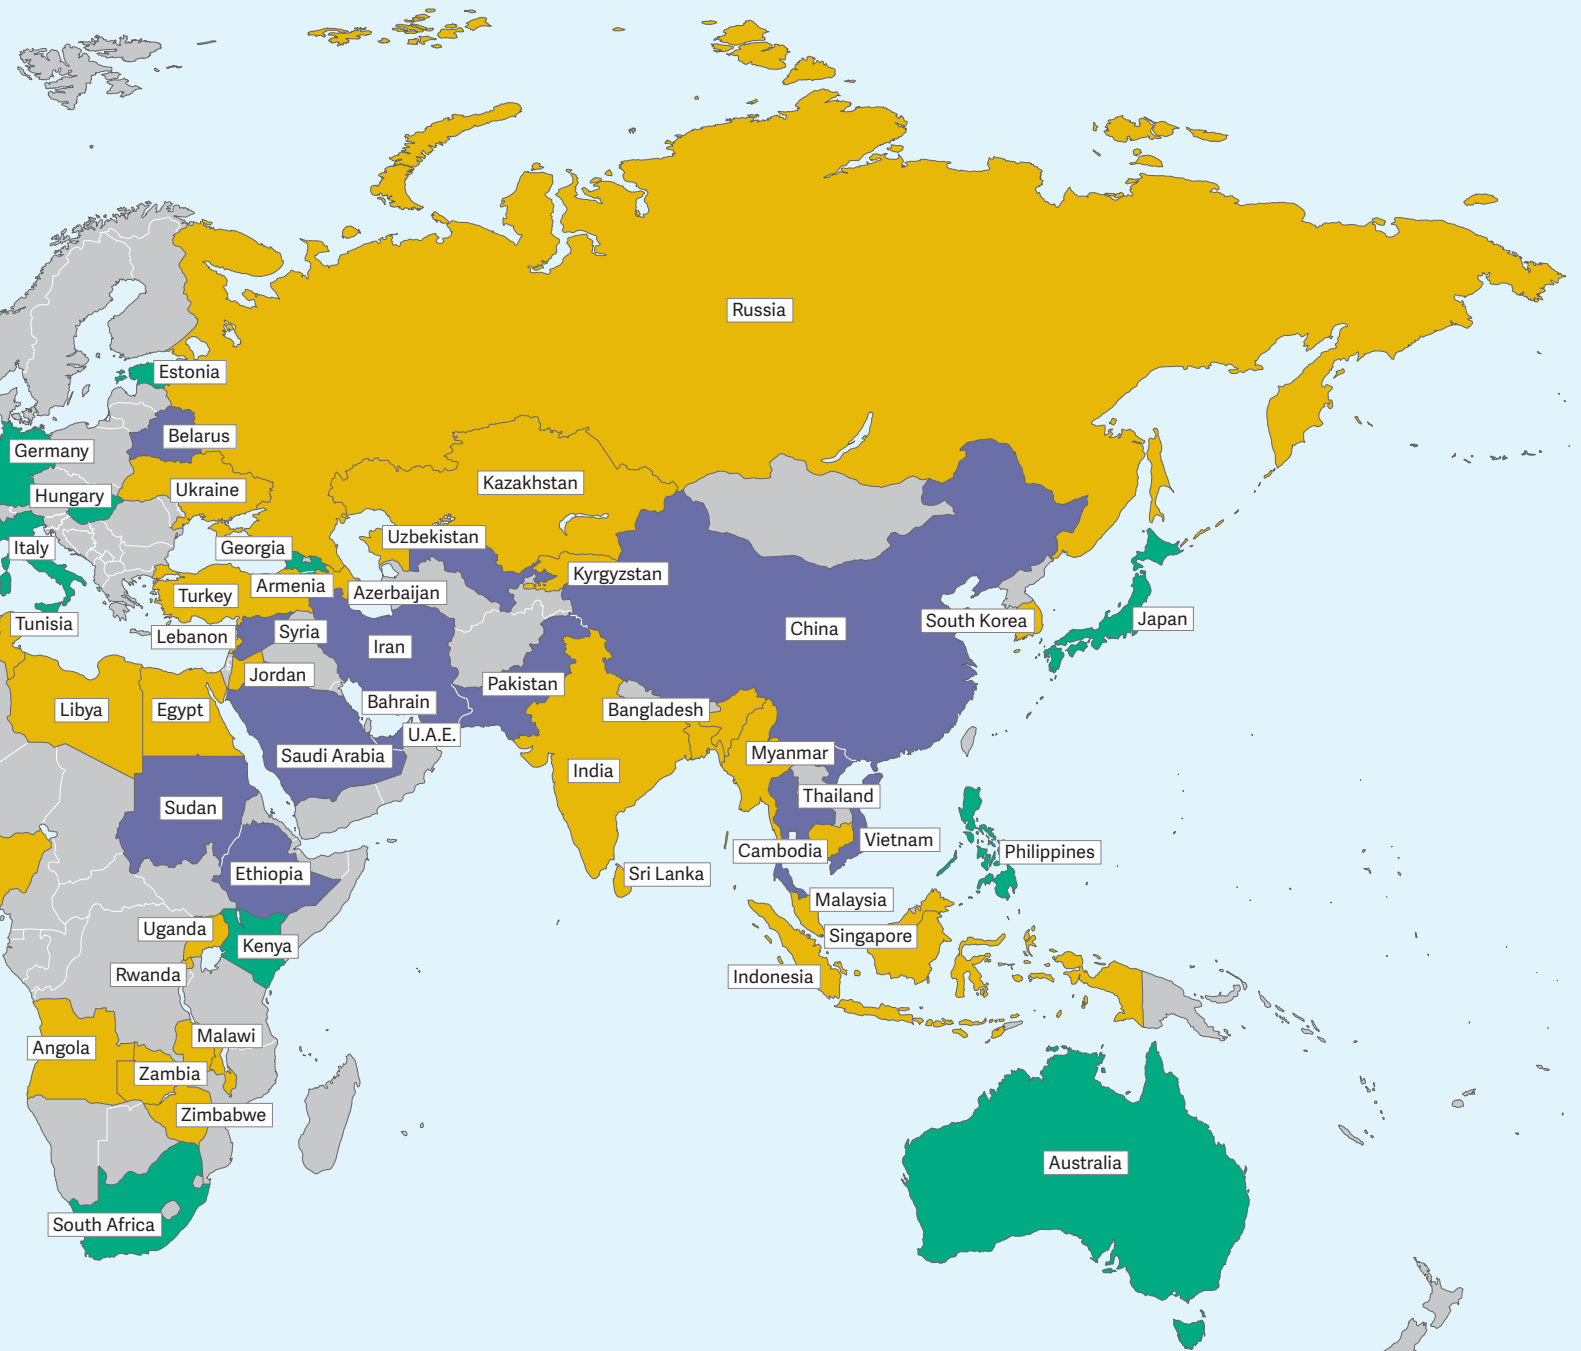 Russia
Estonia
Belarus
Germany
Kazakhstan
Ukraine
Hungary
Uzbekistan
Georgia
Italy
Kyrgyzstan
Armenia
Azerbaijan
Turkey
South Korea
Japan
Tunisia
China
Syria
Lebanon
Iran
Jordan
Pakistan
Bahrain
Libya
Egypt
Bangladesh
U.A.E.
Myanmar
Saudi Arabia
India
Thailand
Sudan
Vietnam
Cambodia
Philippines
Ethiopia
Sri Lanka
Malaysia
Uganda
Singapore
Kenya
Rwanda
Indonesia
Malawi
Angola
Zambia
Zimbabwe
Australia
South Africa